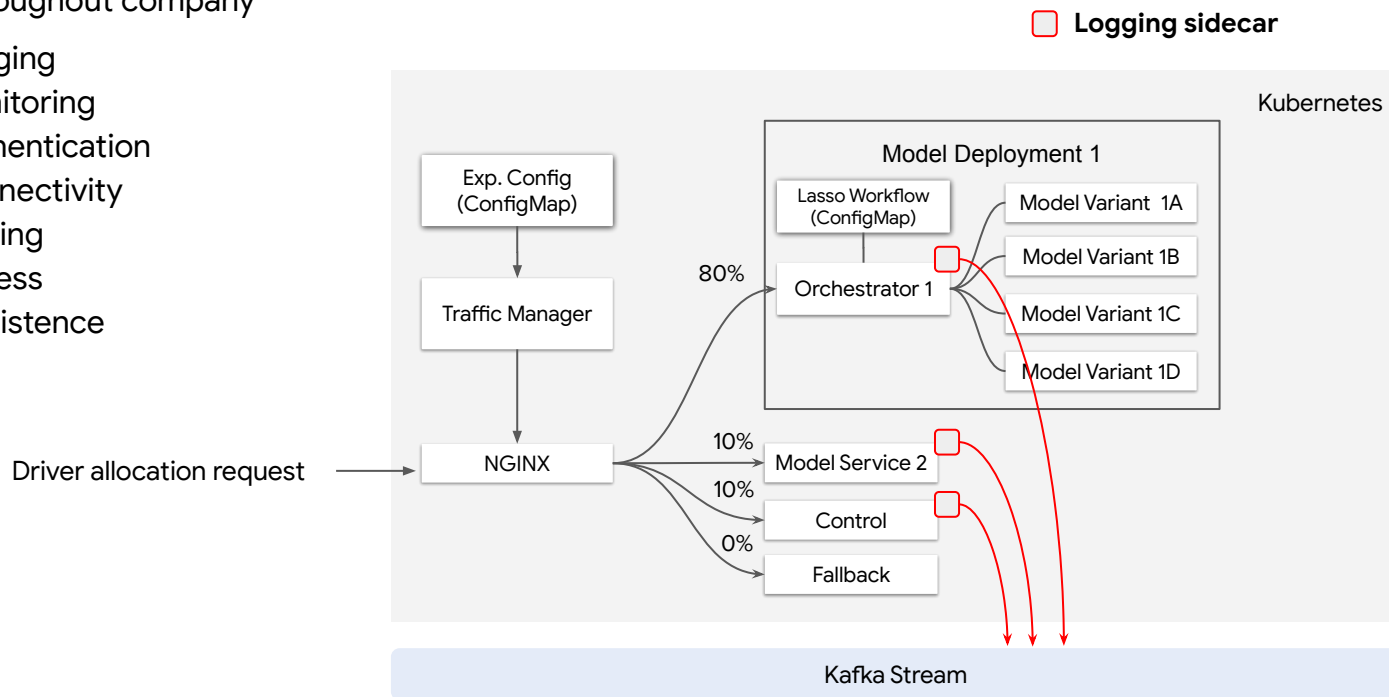 oughout company
ging
nitoring
hentication
nnectivity
ing
ess
istence
Logging sidecar
Kubernetes
Exp. Config
(ConfigMap)
Traffic Manager
Driver allocation request
NGINX
80%
10%
10%
0%
Model Deployment 1
Lasso Workflow
(ConfigMap)
Orchestrator 1
Model Variant 1A
Model Variant 1B
Model Variant 1C
Model Variant 1D
Model Service 2
Control
Fallback
Kafka Stream